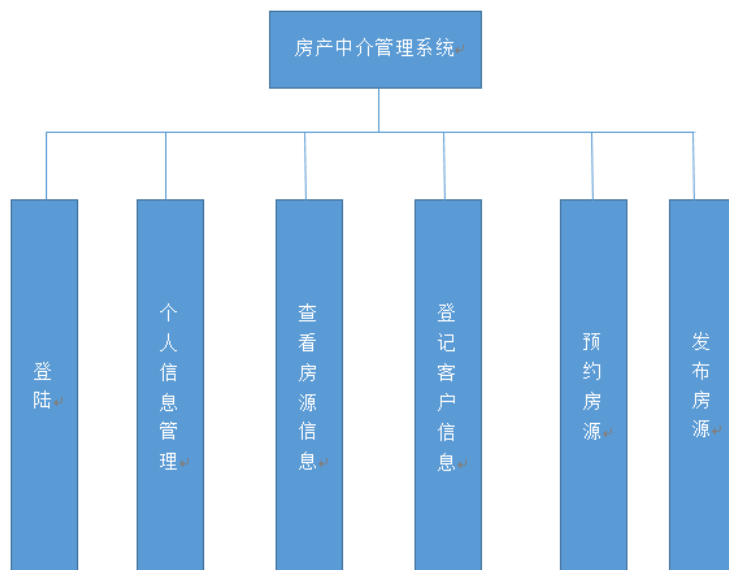 房产中介管理系统
登陆
个人信息管理
查看房源信息
登记客户信息
预约房源
发布房源